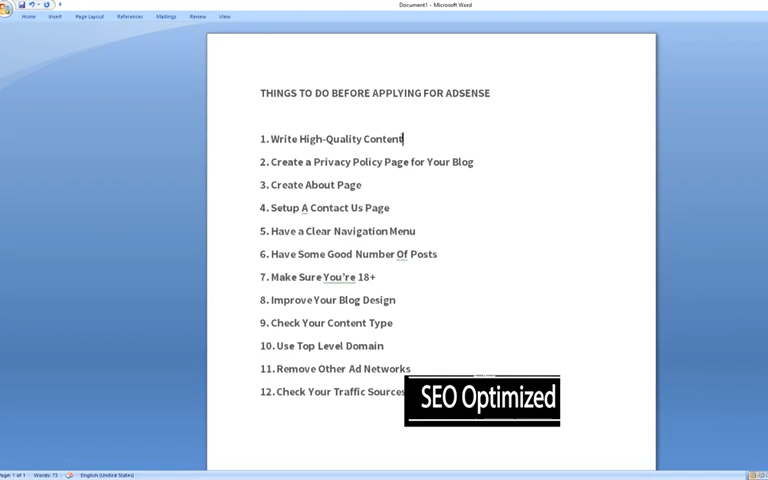 Document1 - Microsoft Word
Home Insert Page Layout References Mailings Review View
THINGS TO DO BEFORE APPLYING FOR ADSENSE
1. Write High-Quality Content
2. Create a Privacy Policy Page for Your Blog
3. Create About Page
4. Setup A Contact Us Page
5. Have a Clear Navigation Menu
6. Have Some Good Number Of Posts
7. Make Sure You're 18+
8. Improve Your Blog Design
9. Check Your Content Type
10. Use Top Level Domain
11. Remove Other Ad Networks
12. Check Your Traffic Sources
SEO Optimized
Page: 1 of 1 Words: 73 English (United States)